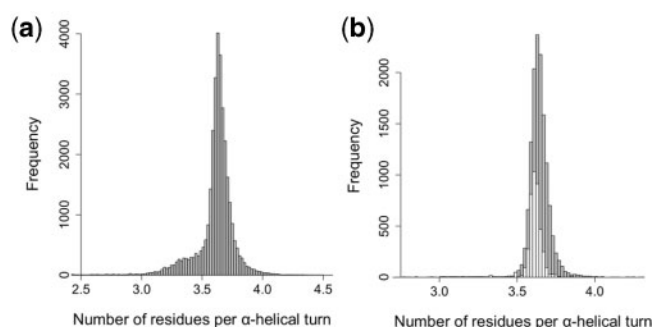 (a)
Frequency
4000
3000
2000
1000
0
2.5 3.0 3.5 4.0 4.5
Number of residues per α-helical turn
(b)
Frequency
2000
1500
1000
500
0
3.0 3.5 4.0
Number of residues per α-helical turn